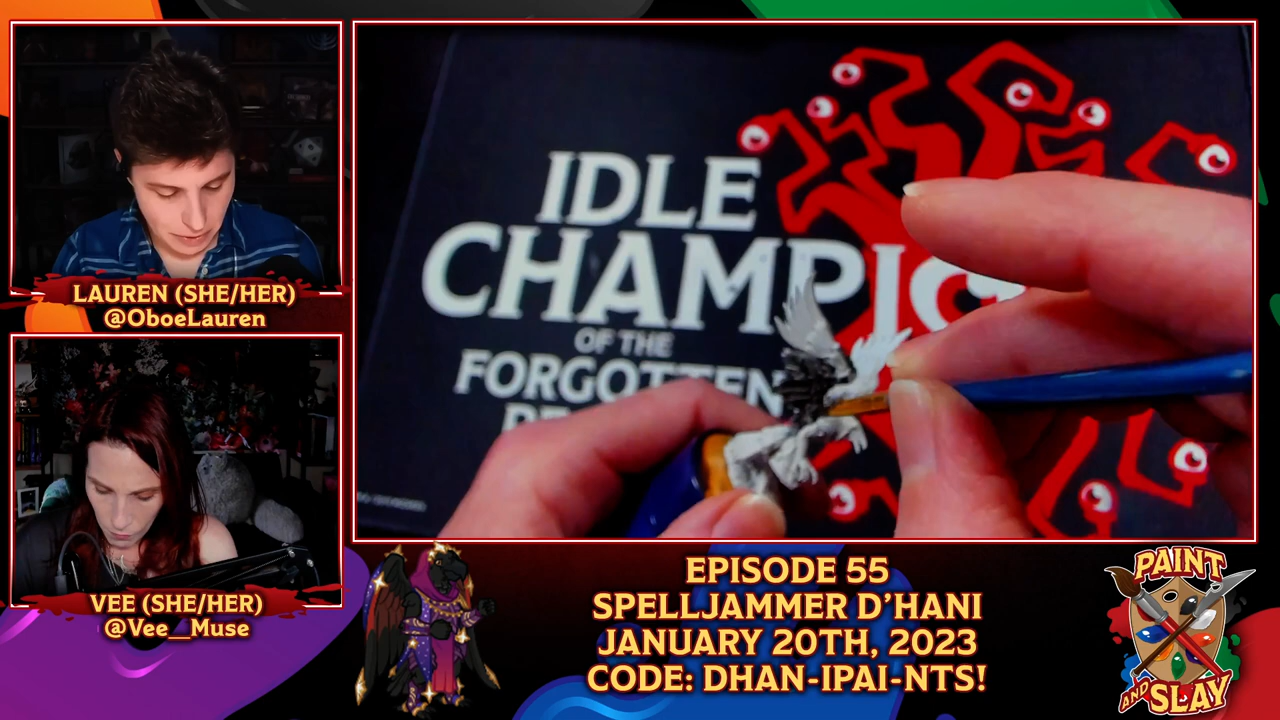 LAUREN (SHE/HER)
@OboeLauren
VEE (SHE/HER)
@Vee__Muse
IDLE
CHAMPIO
OF THE
FORGOTTEN
EPISODE 55
SPELLJAMMER D'HANI
JANUARY 20TH, 2023
CODE: DHAN-IPAI-NTS!
PAINT
AND SLAY